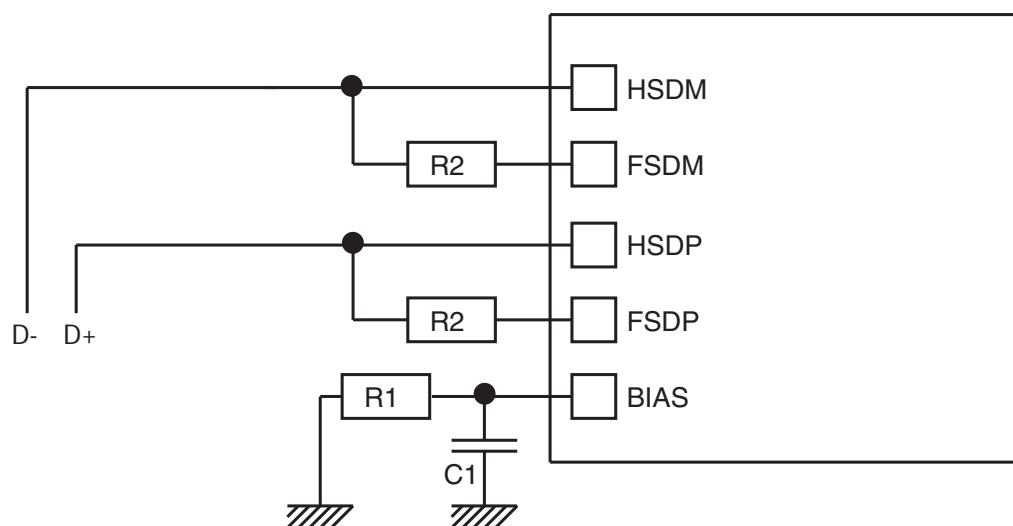 HSDM
R2 FSDM
HSDP
R2 FSDP
D- D+
R1 BIAS
C1